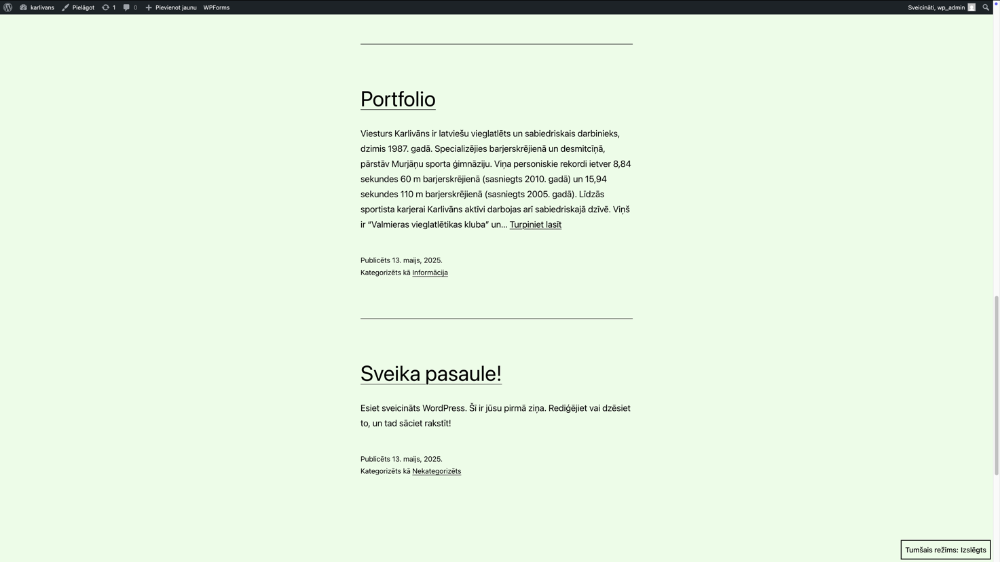 karlivans Pielāgot 1 0 Pievienot jaunu WPForms Sveicināti, wp_admin
Portfolio
Viesturs Karlivāns ir latviešu vieglatlēts un sabiedriskais darbinieks,
dzimis 1987. gadā. Specializējies barjerskrējienā un desmitcīņā,
pārstāv Murjāņu sporta ģimnāziju. Viņa personiskie rekordi ietver 8,84
sekundes 60 m barjerskrējienā (sasniegts 2010. gadā) un 15,94
sekundes 110 m barjerskrējienā (sasniegts 2005. gadā). Līdzās
sportista karjerai Karlivāns aktīvi darbojas arī sabiedriskajā dzīvē. Viņš
ir “Valmieras vieglatlētikas kluba” un… Turpiniet lasīt
Publicēts 13. maijs, 2025.
Kategorizēts kā Informācija
Sveika pasaule!
Esiet sveicināts WordPress. Šī ir jūsu pirmā ziņa. Rediģējiet vai dzēsiet
to, un tad sāciet rakstīt!
Publicēts 13. maijs, 2025.
Kategorizēts kā Nekategorizēts
Tumšais režīms: Izslēgts